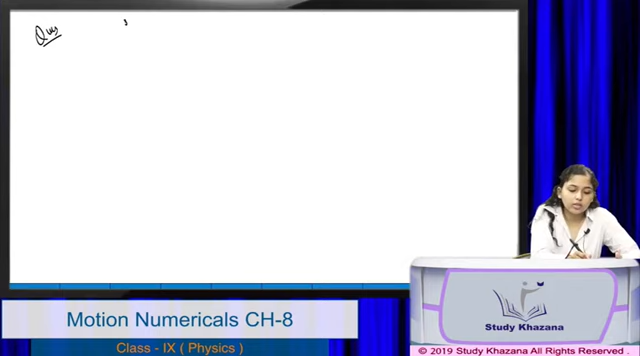 Ques
Study Khazana
Motion Numericals CH-8
Class - IX ( Physics )
© 2019 Study Khazana All Rights Reserved